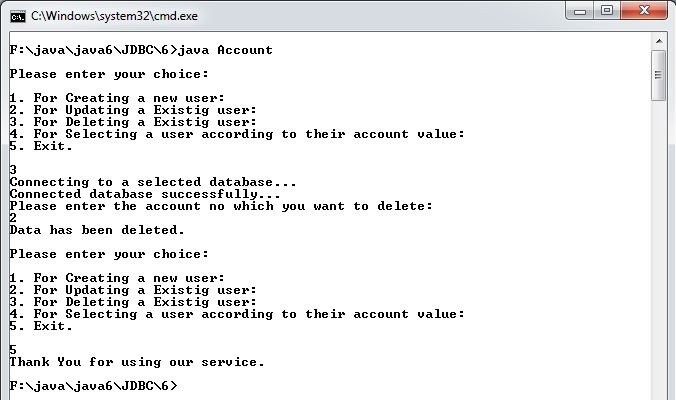 C:\Windows\system32\cmd.exe
F:\java\java6\JDBC\6>java Account
Please enter your choice:
1. For Creating a new user:
2. For Updating a Existig user:
3. For Deleting a Existig user:
4. For Selecting a user according to their account value:
5. Exit.
3
Connecting to a selected database...
Connected database successfully...
Please enter the account no which you want to delete:
2
Data has been deleted.
Please enter your choice:
1. For Creating a new user:
2. For Updating a Existig user:
3. For Deleting a Existig user:
4. For Selecting a user according to their account value:
5. Exit.
5
Thank You for using our service.
F:\java\java6\JDBC\6>